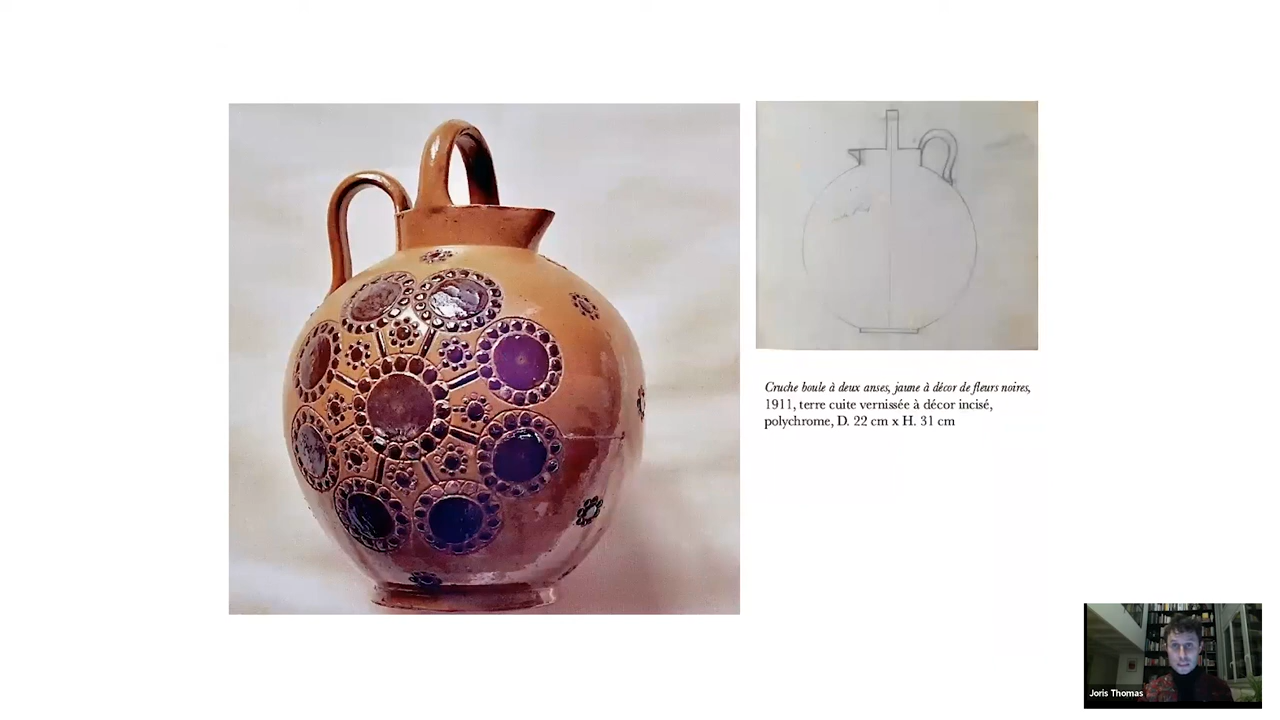 Cruche boule à deux anses, jaune à décor de fleurs noires,
1911, terre cuite vernissée à décor incisé,
polychrome, D. 22 cm x H. 31 cm
Joris Thomas